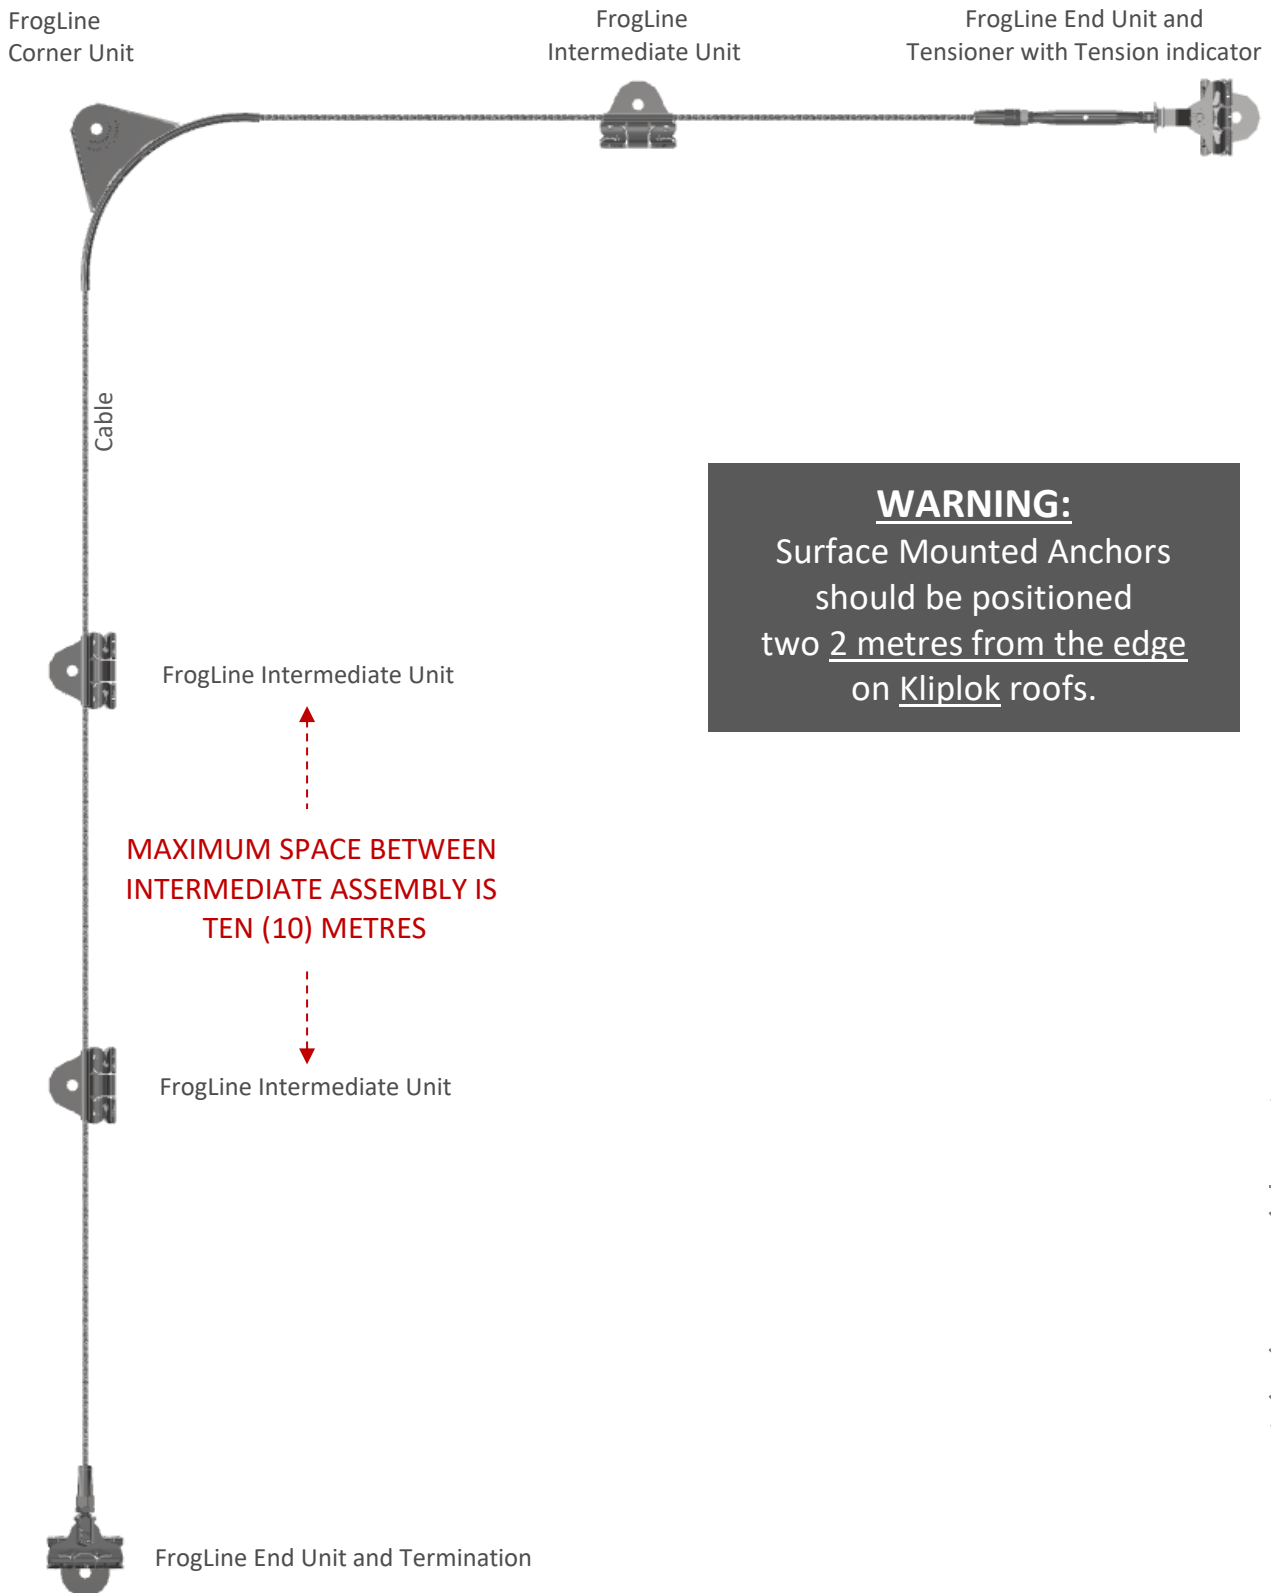 FrogLine
Corner Unit
FrogLine
Intermediate Unit
FrogLine End Unit and
Tensioner with Tension indicator
Cable
WARNING:
Surface Mounted Anchors
should be positioned
two 2 metres from the edge
on Kliplok roofs.
FrogLine Intermediate Unit
MAXIMUM SPACE BETWEEN
INTERMEDIATE ASSEMBLY IS
TEN (10) METRES
FrogLine Intermediate Unit
FrogLine End Unit and Termination